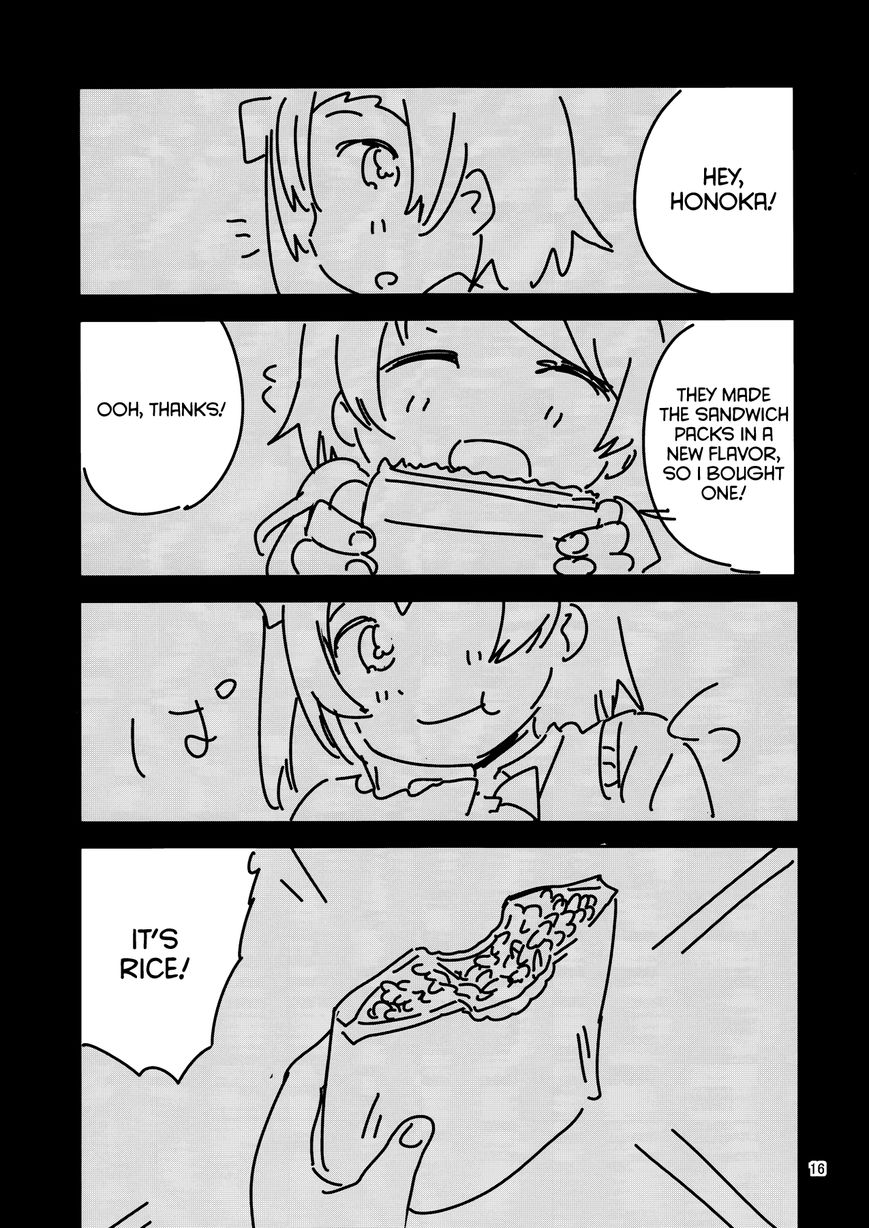 HEY,
HONOKA!
THEY MADE
THE SANDWICH
PACKS IN A
NEW FLAVOR,
SO I BOUGHT
ONE!
OOH, THANKS!
ぱ
くっ
IT'S
RICE!
16